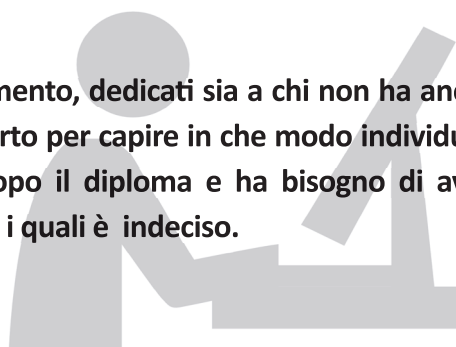 mento, dedicati sia a chi non ha anc
rto per capire in che modo individu
opo il diploma e ha bisogno di av
i quali è indeciso.